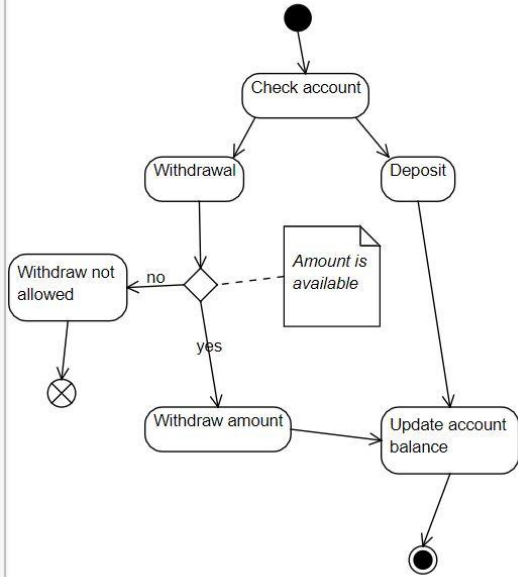 Check account
Withdrawal
Deposit
Withdraw not
allowed
no
Amount is
available
yes
Withdraw amount
Update account
balance